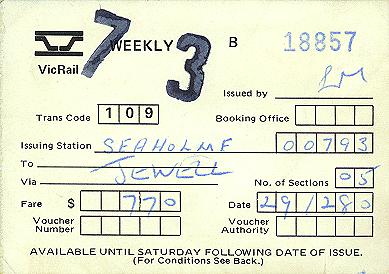 7 WEEKLY 3 B 18857
VicRail
Issued by
Trans Code 109 Booking Office
Issuing Station SEAHOLME 00793
To JEWELL
Via No. of Sections 05
Fare $ 770 Date 29/280
Voucher Number Voucher Authority
AVAILABLE UNTIL SATURDAY FOLLOWING DATE OF ISSUE.
(For Conditions See Back.)